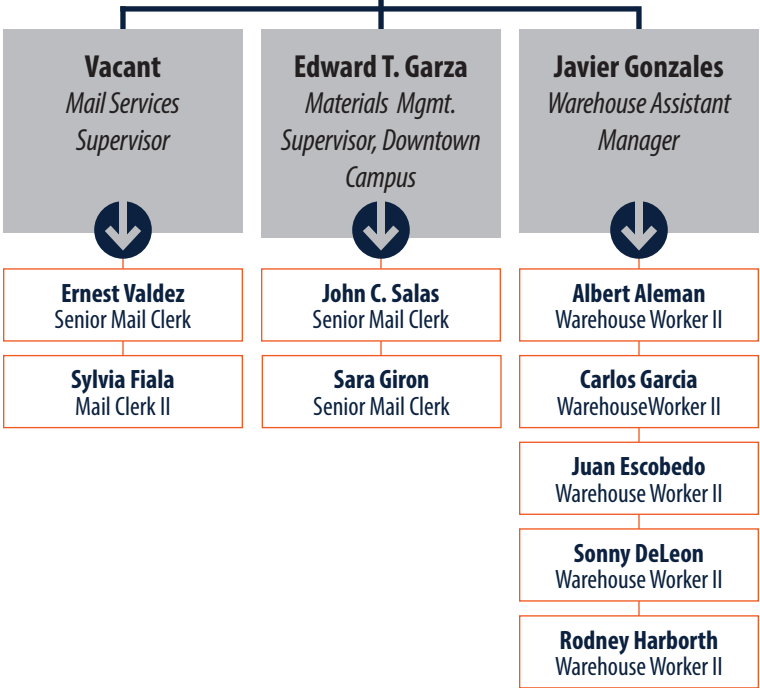 Vacant
Mail Services
Supervisor
Edward T. Garza
Materials Mgmt.
Supervisor, Downtown
Campus
Javier Gonzales
Warehouse Assistant
Manager
Ernest Valdez
Senior Mail Clerk
Sylvia Fiala
Mail Clerk II
John C. Salas
Senior Mail Clerk
Sara Giron
Senior Mail Clerk
Albert Aleman
Warehouse Worker II
Carlos Garcia
WarehouseWorker II
Juan Escobedo
Warehouse Worker II
Sonny DeLeon
Warehouse Worker II
Rodney Harborth
Warehouse Worker II